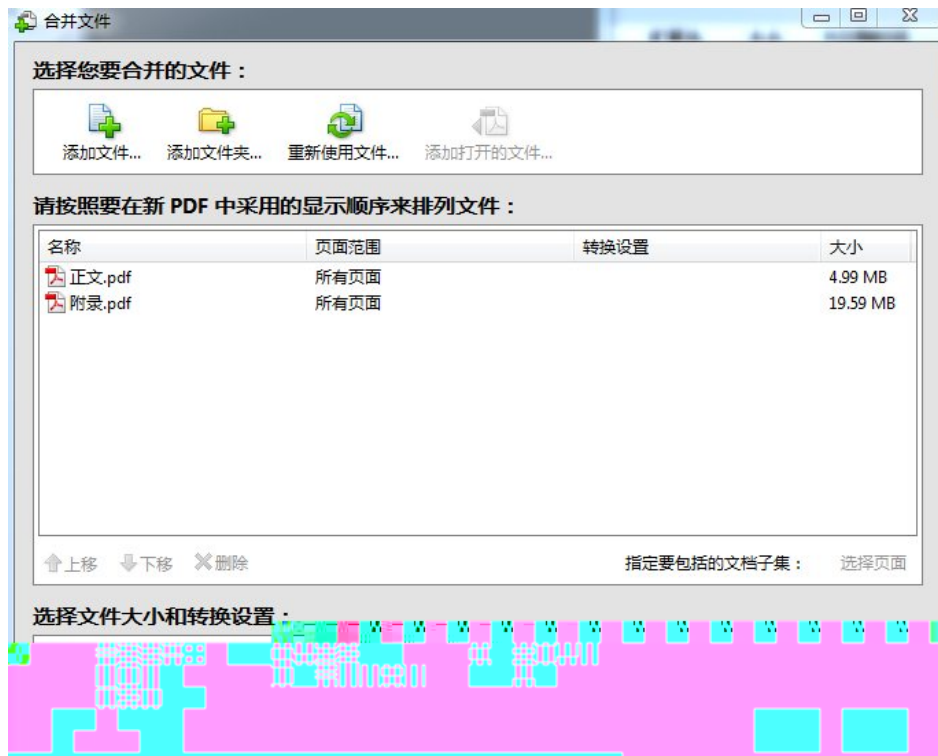 合并文件
选择您要合并的文件：
添加文件... 添加文件夹... 重新使用文件... 添加打开的文件...
请按照要在新 PDF 中采用的显示顺序来排列文件：
名称 页面范围 转换设置 大小
正文.pdf 所有页面 4.99 MB
附录.pdf 所有页面 19.59 MB
上移 下移 删除 指定要包括的文档子集： 选择页面
选择文件大小和转换设置：